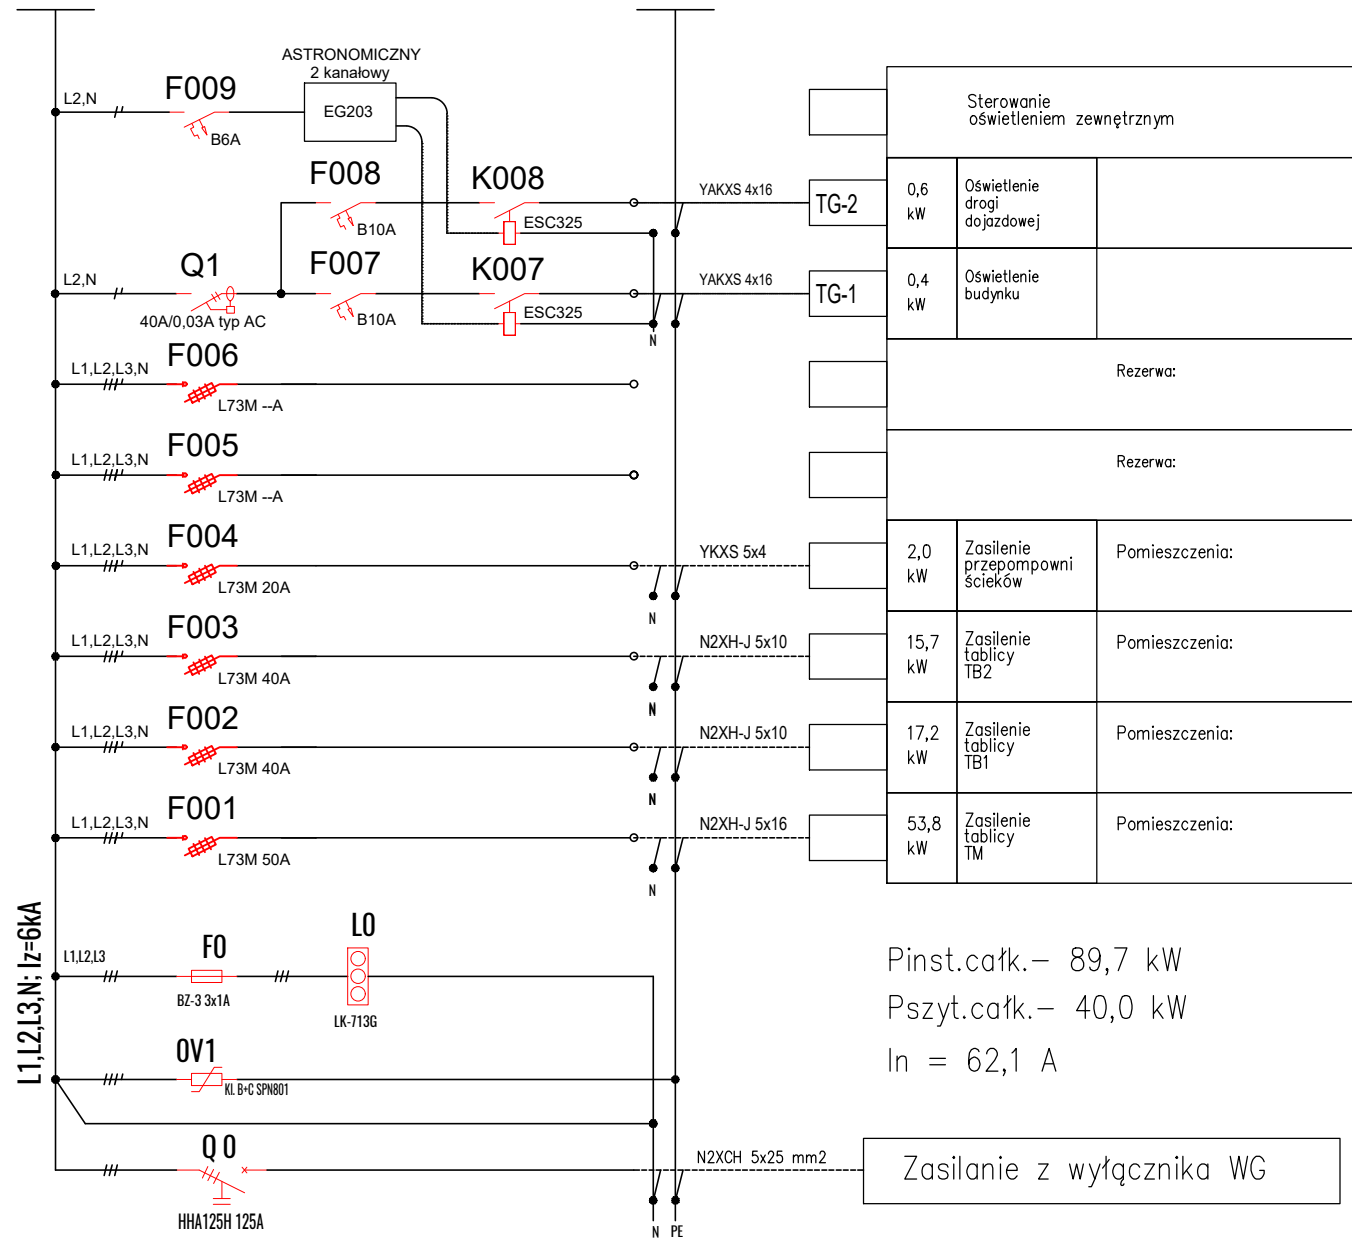 ASTRONOMICZNY
2 kanałowy
L2,N
F009
EG203
B6A
Sterowanie
oświetleniem zewnętrznym
F008
K008
B10A
ESC325
YAKXS 4x16
TG-2
0,6
kW
Oświetlenie
drogi
dojazdowej
L2,N
Q1
40A/0,03A typ AC
F007
K007
B10A
ESC325
N
YAKXS 4x16
TG-1
0,4
kW
Oświetlenie
budynku
L1,L2,L3,N
F006
L73M --A
Rezerwa:
L1,L2,L3,N
F005
L73M --A
Rezerwa:
L1,L2,L3,N
F004
L73M 20A
N
YKXS 5x4
2,0
kW
Zasilenie
przepompowni
ścieków
Pomieszczenia:
L1,L2,L3,N
F003
L73M 40A
N
N2XH-J 5x10
15,7
kW
Zasilenie
tablicy
TB2
Pomieszczenia:
L1,L2,L3,N
F002
L73M 40A
N
N2XH-J 5x10
17,2
kW
Zasilenie
tablicy
TB1
Pomieszczenia:
L1,L2,L3,N
F001
L73M 50A
N
N2XH-J 5x16
53,8
kW
Zasilenie
tablicy
TM
Pomieszczenia:
L1,L2,L3,N; Iz=6kA
L1,L2,L3
F0
BZ-3 3x1A
L0
LK-713G
Pinst.całk.– 89,7 kW
Pszyt.całk.– 40,0 kW
In = 62,1 A
OV1
Kl. B+C SPN801
Q 0
HHA125H 125A
N2XCH 5x25 mm2
Zasilanie z wyłącznika WG
N
PE